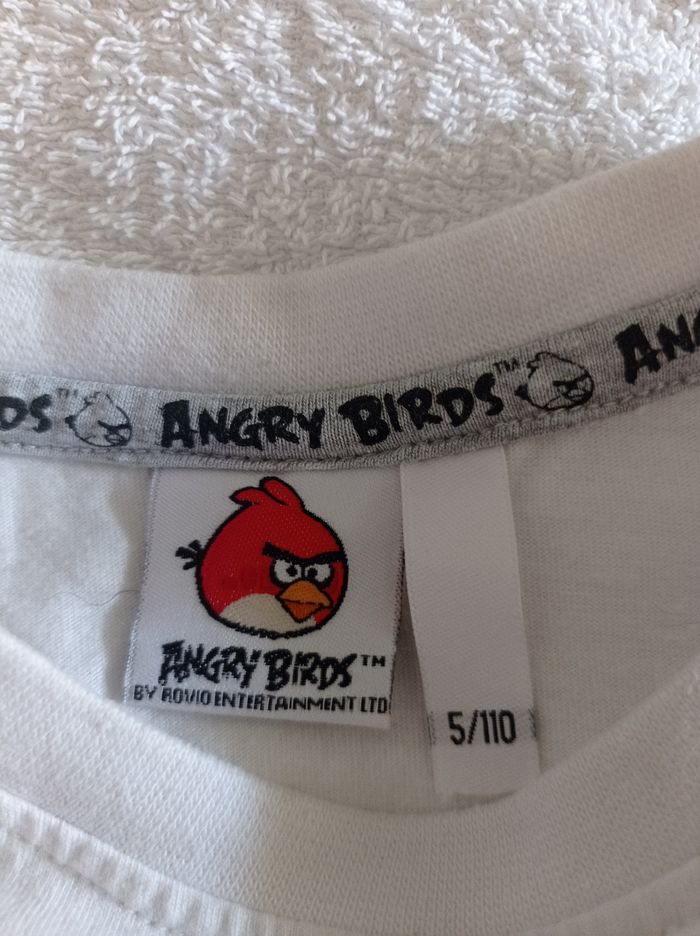 DS™ ANGRY BIRDS™ AN
ANGRY BIRDS™
BY ROVIO ENTERTAINMENT LTD
5/110